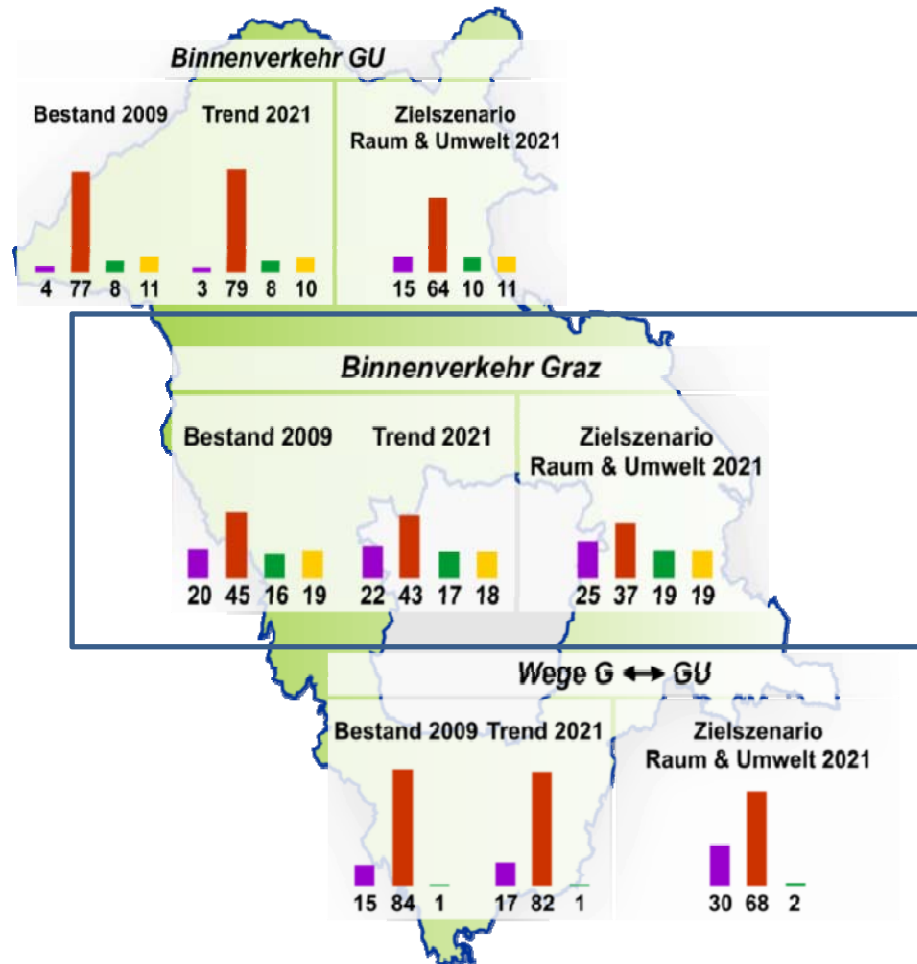 Binnenverkehr GU
Bestand 2009 Trend 2021 Zielszenario
Raum & Umwelt 2021
4 77 8 11 3 79 8 10 15 64 10 11
Binnenverkehr Graz
Bestand 2009 Trend 2021 Zielszenario
Raum & Umwelt 2021
20 45 16 19 22 43 17 18 25 37 19 19
Wege G ↔ GU
Bestand 2009 Trend 2021 Zielszenario
Raum & Umwelt 2021
15 84 1 17 82 1 30 68 2